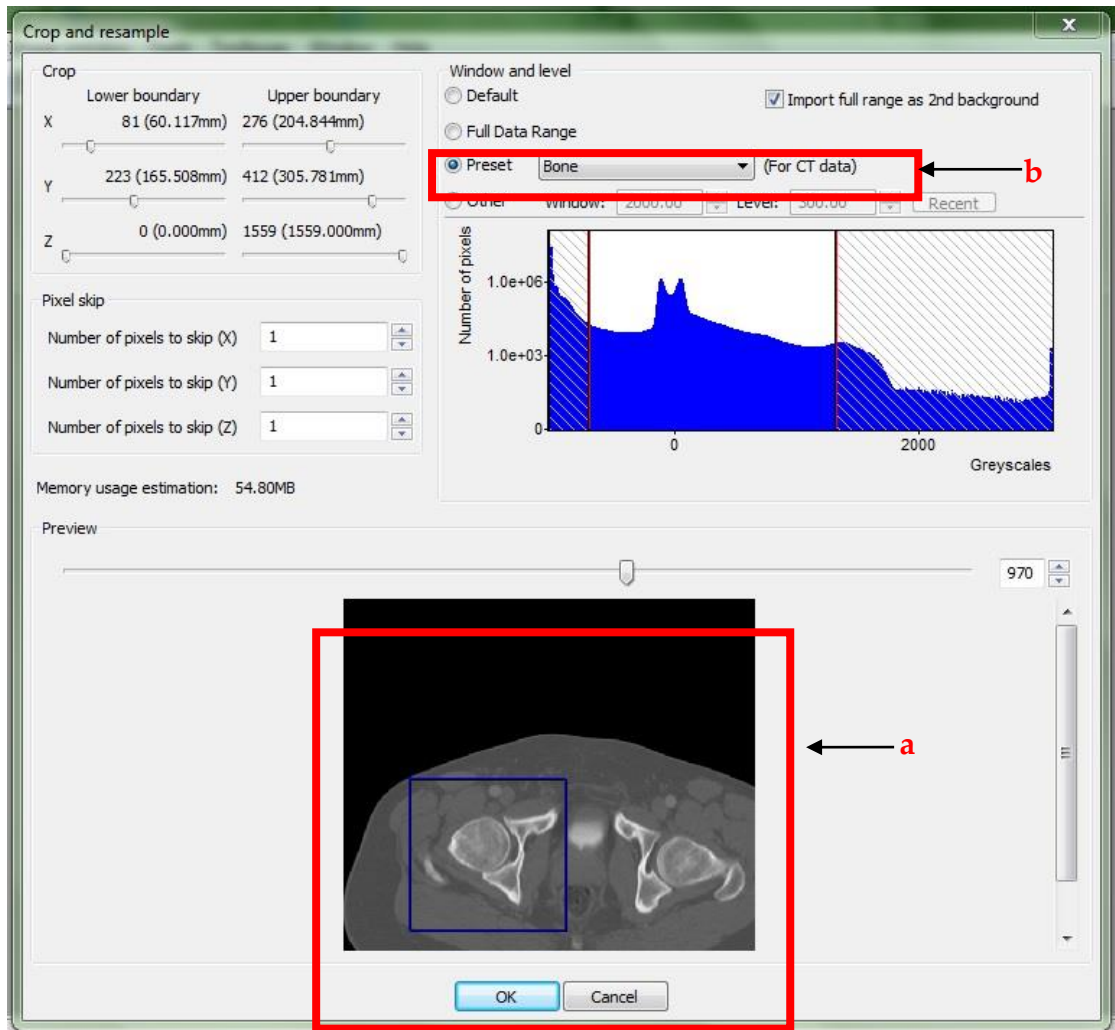 Crop and resample
X
Crop
Lower boundary Upper boundary
X 81 (60.117mm) 276 (204.844mm)
Y 223 (165.508mm) 412 (305.781mm)
Z 0 (0.000mm) 1559 (1559.000mm)
Pixel skip
Number of pixels to skip (X) 1
Number of pixels to skip (Y) 1
Number of pixels to skip (Z) 1
Memory usage estimation: 54.80MB
Window and level
Default
Import full range as 2nd background
Full Data Range
Preset Bone (For CT data)
b
Other Window: 2000.00 Level: 300.00 Recent
Number of pixels
1.0e+06
1.0e+03
0
0 2000
Greyscales
Preview
970
a
OK Cancel